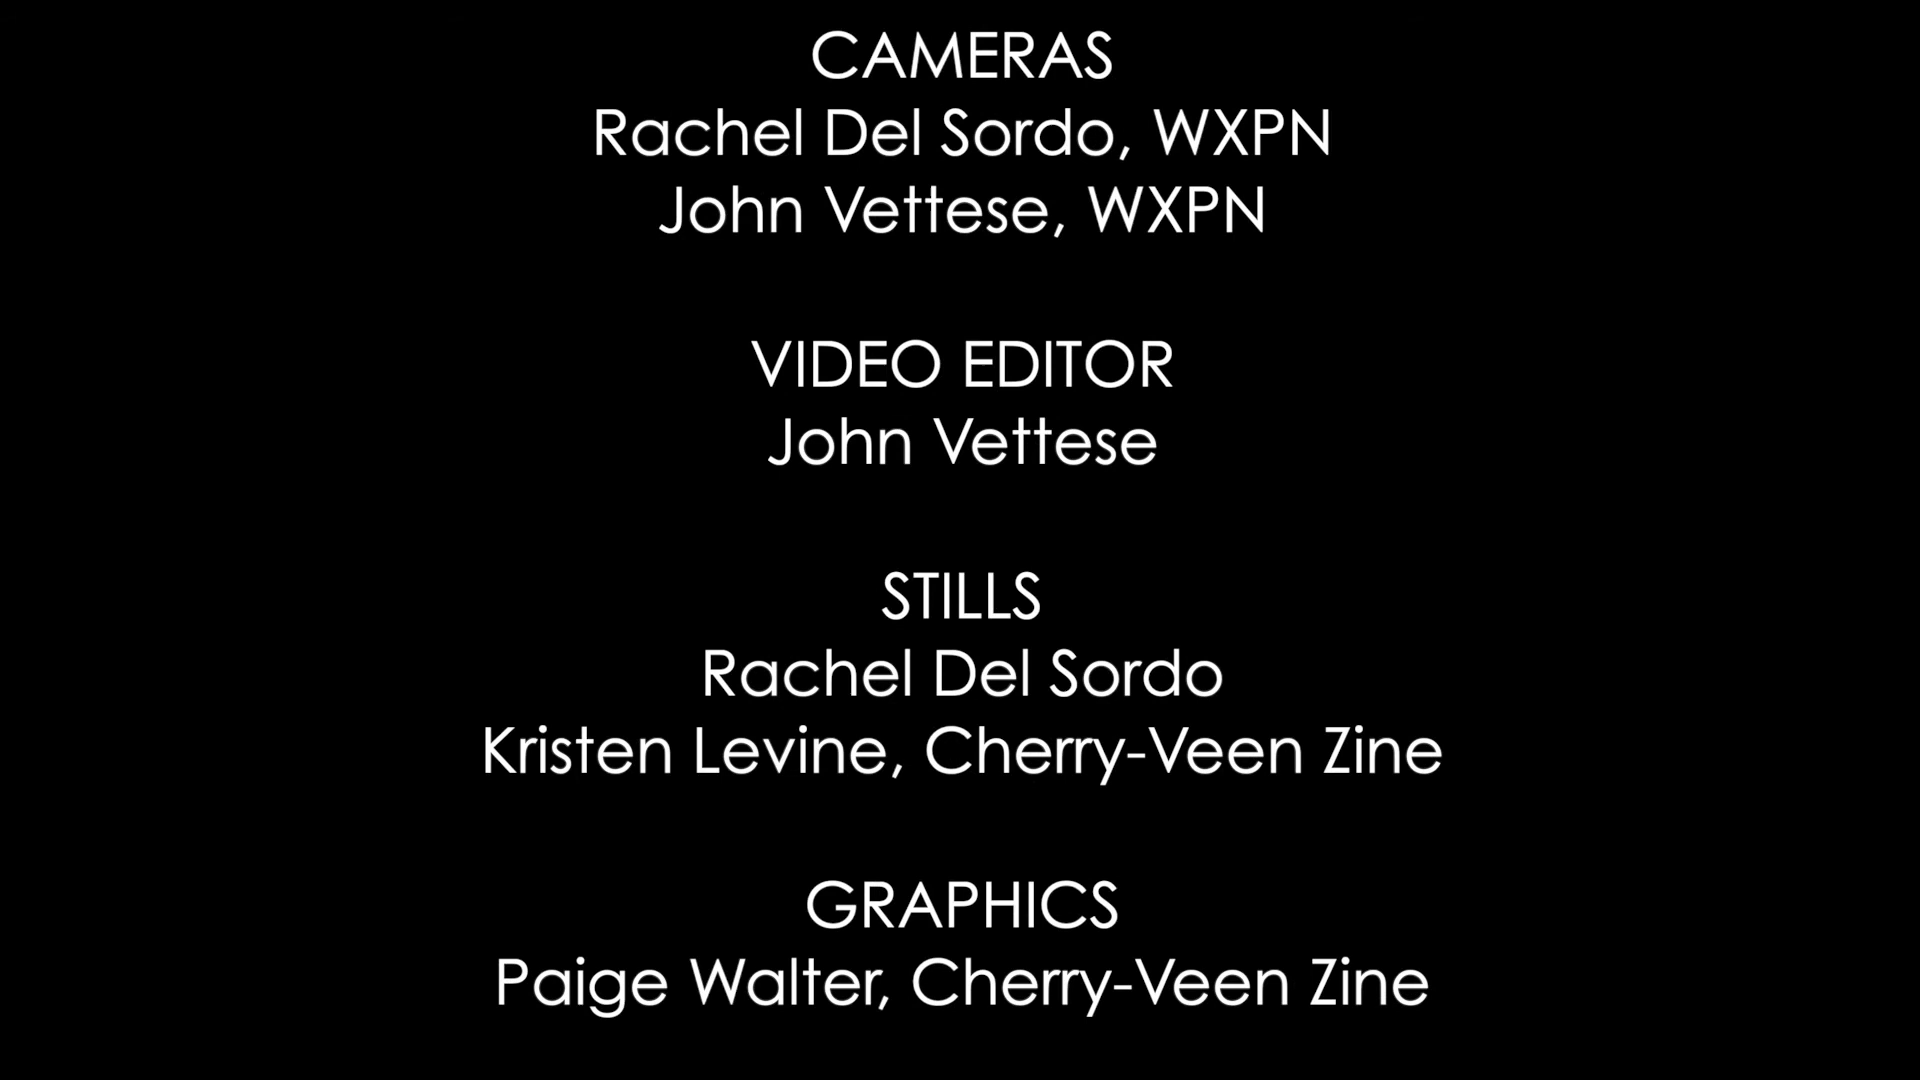 CAMERAS
Rachel Del Sordo, WXPN
John Vettese, WXPN
VIDEO EDITOR
John Vettese
STILLS
Rachel Del Sordo
Kristen Levine, Cherry-Veen Zine
GRAPHICS
Paige Walter, Cherry-Veen Zine